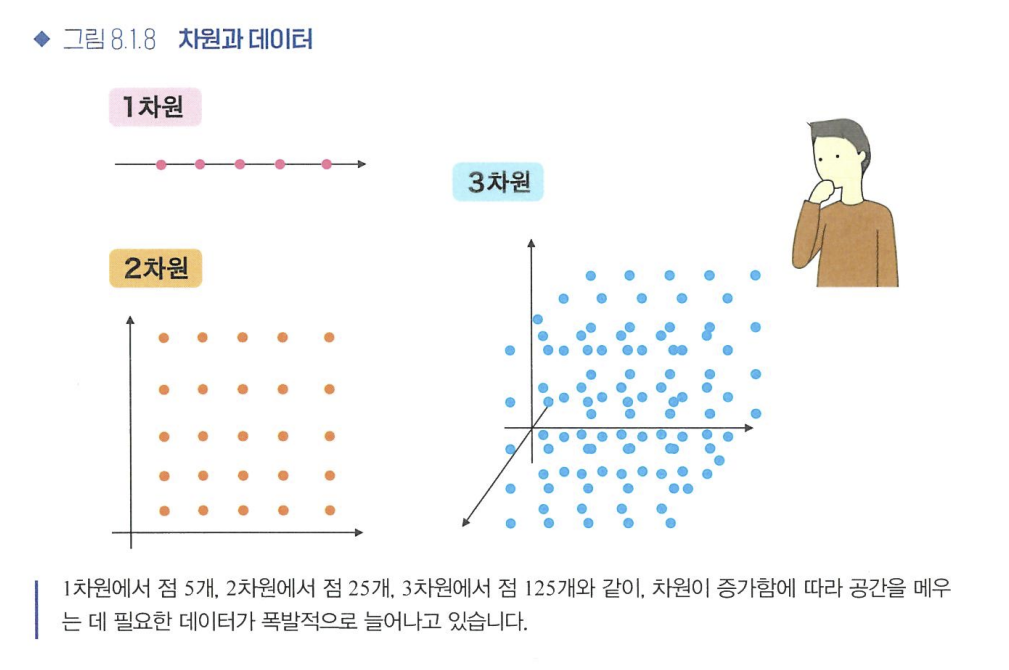 ◆ 그림 8.1.8 차원과 데이터
1차원
3차원
2차원
1차원에서 점 5개, 2차원에서 점 25개, 3차원에서 점 125개와 같이, 차원이 증가함에 따라 공간을 메우
는 데 필요한 데이터가 폭발적으로 늘어나고 있습니다.